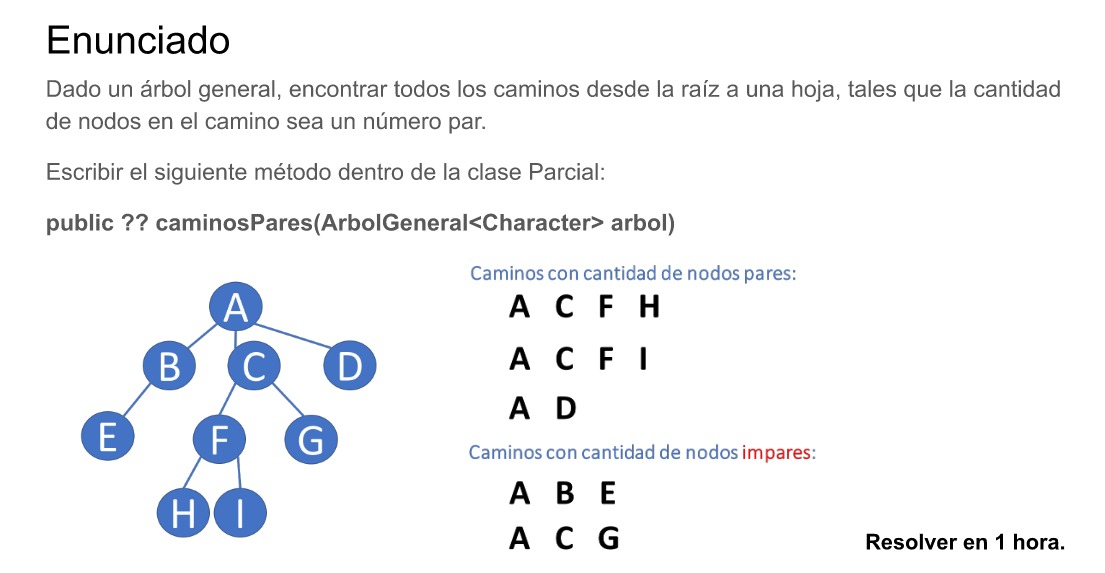 Enunciado
Dado un árbol general, encontrar todos los caminos desde la raíz a una hoja, tales que la cantidad
de nodos en el camino sea un número par.
Escribir el siguiente método dentro de la clase Parcial:
public ?? caminosPares(ArbolGeneral<Character> arbol)
A
B C D
E F G
H I
Caminos con cantidad de nodos pares:
A C F H
A C F I
A D
Caminos con cantidad de nodos impares:
A B E
A C G
Resolver en 1 hora.